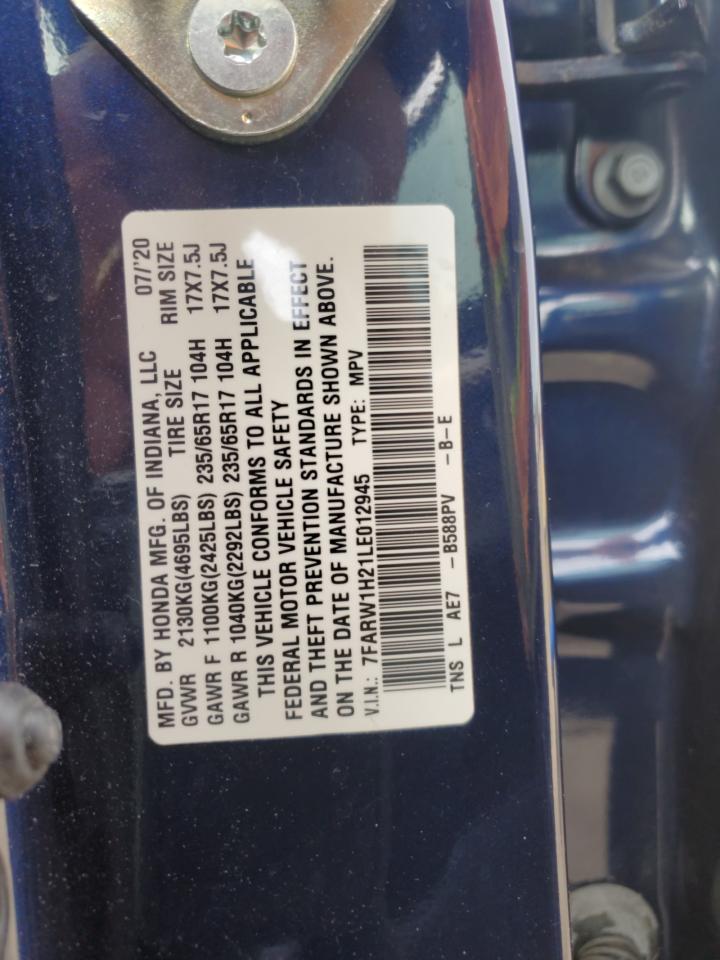 MFD. BY HONDA MFG. OF INDIANA, LLC 07/'20
GVWR 2130KG(4695LBS) TIRE SIZE RIM SIZE
GAWR F 1100KG(2425LBS) 235/65R17 104H 17X7.5J
GAWR R 1040KG(2292LBS) 235/65R17 104H 17X7.5J
THIS VEHICLE CONFORMS TO ALL APPLICABLE
FEDERAL MOTOR VEHICLE SAFETY
AND THEFT PREVENTION STANDARDS IN EFFECT
ON THE DATE OF MANUFACTURE SHOWN ABOVE.
V.I.N.: 7FARW1H21LE012945 TYPE: MPV
TNS L AE7 -B588PV -B-E